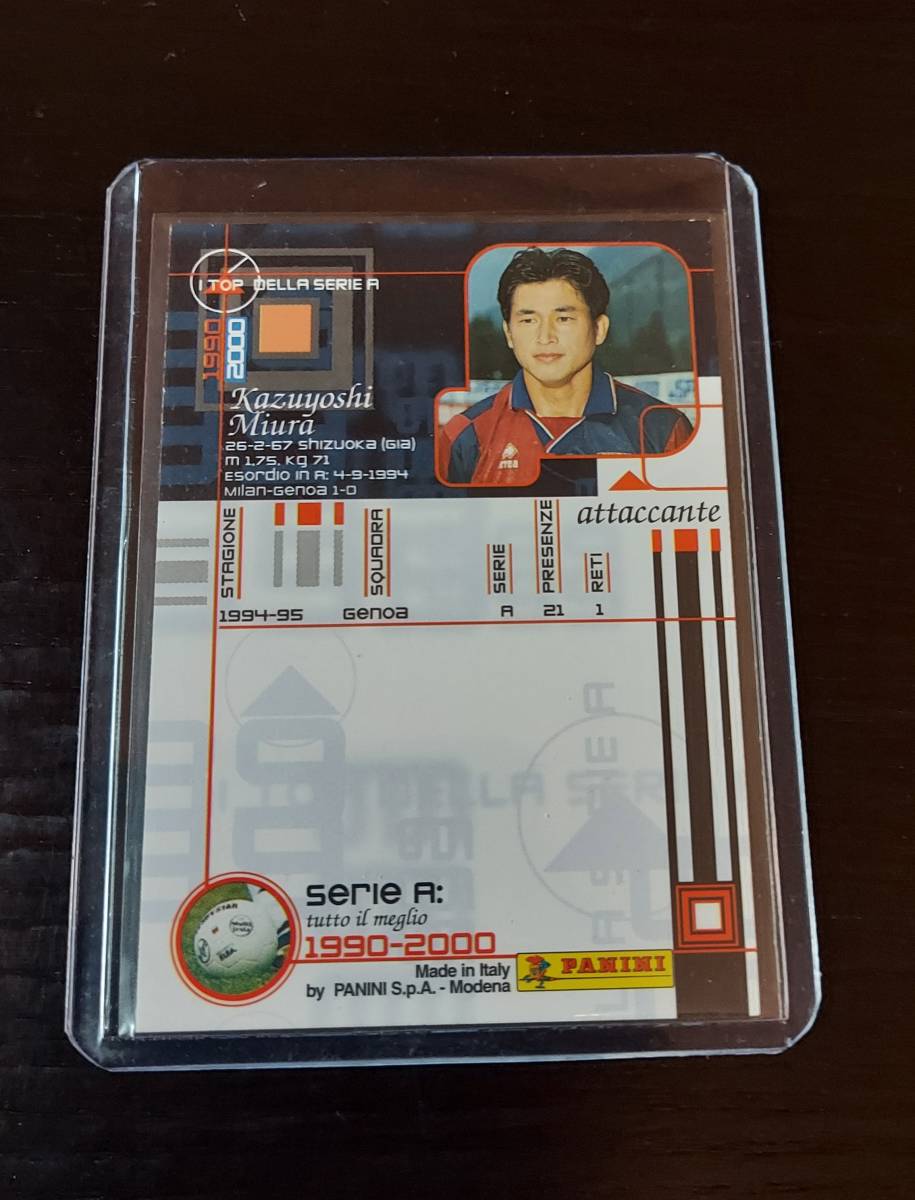 I TOP DELLA SERIE A
1990
2000
Kazuyoshi
Miura
26-2-67 Shizuoka (Gia)
m 1.75. kg 71
Esordio in A: 4-9-1994
Milan-Genoa 1-0
attaccante
STAGIONE SQUADRA SERIE PRESENZE RETI
1994-95 Genoa A 21 1
Serie A:
tutto il meglio
1990-2000
Made in Italy
by PANINI S.p.A. - Modena
PANINI